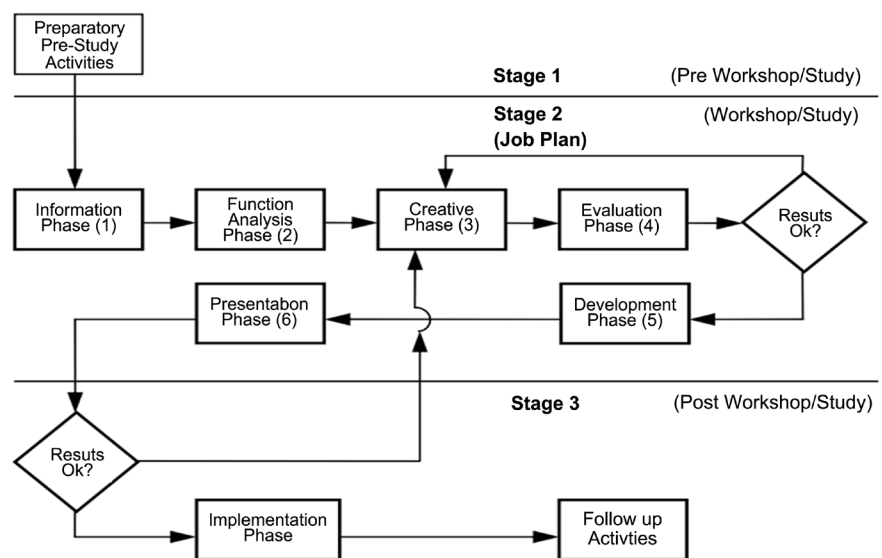 Preparatory
Pre-Study
Activities
Stage 1
(Pre Workshop/Study)
Stage 2
(Workshop/Study)
(Job Plan)
Information
Phase (1)
Function
Analysis
Phase (2)
Creative
Phase (3)
Evaluation
Phase (4)
Resuts
Ok?
Presentabon
Phase (6)
Development
Phase (5)
Stage 3
(Post Workshop/Study)
Resuts
Ok?
Implementation
Phase
Follow up
Activties